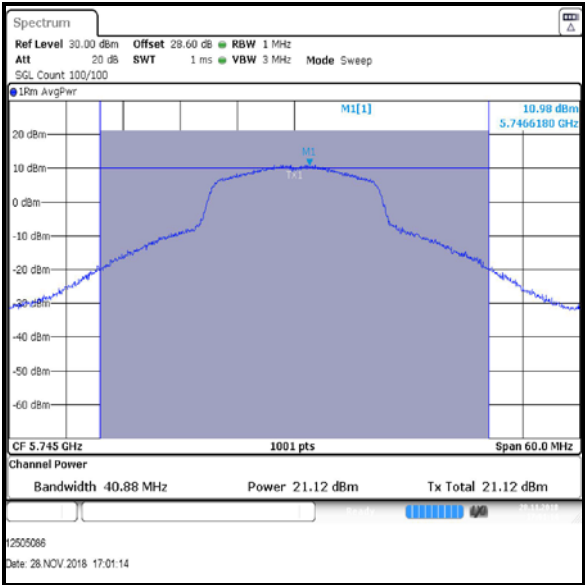 Spectrum
Ref Level 30.00 dBm Offset 28.60 dB RBW 1 MHz
Att 20 dB SWT 1 ms VBW 3 MHz Mode Sweep
SGL Count 100/100
1Rm AvgPwr
M1[1] 10.98 dBm
5.7466180 GHz
20 dBm
M1
10 dBm
TX1
0 dBm
-10 dBm
-20 dBm
-30 dBm
-40 dBm
-50 dBm
-60 dBm
CF 5.745 GHz 1001 pts Span 60.0 MHz
Channel Power
Bandwidth 40.88 MHz Power 21.12 dBm Tx Total 21.12 dBm
12505086
Date: 28.NOV.2018 17:01:14